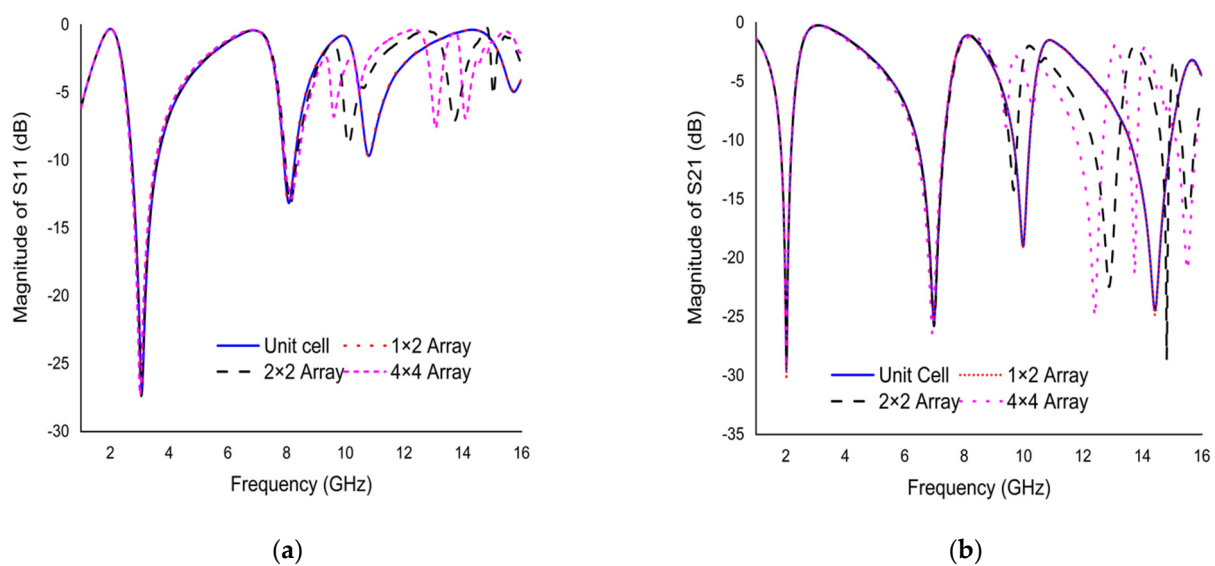 0
-5
-10
-15
-20
-25
-30
Magnitude of S11 (dB)
Unit cell 1×2 Array
2×2 Array 4×4 Array
2 4 6 8 10 12 14 16
Frequency (GHz)
(a)
0
-5
-10
-15
-20
-25
-30
-35
Magnitude of S21 (dB)
Unit Cell 1×2 Array
2×2 Array 4×4 Array
2 4 6 8 10 12 14 16
Frequency (GHz)
(b)